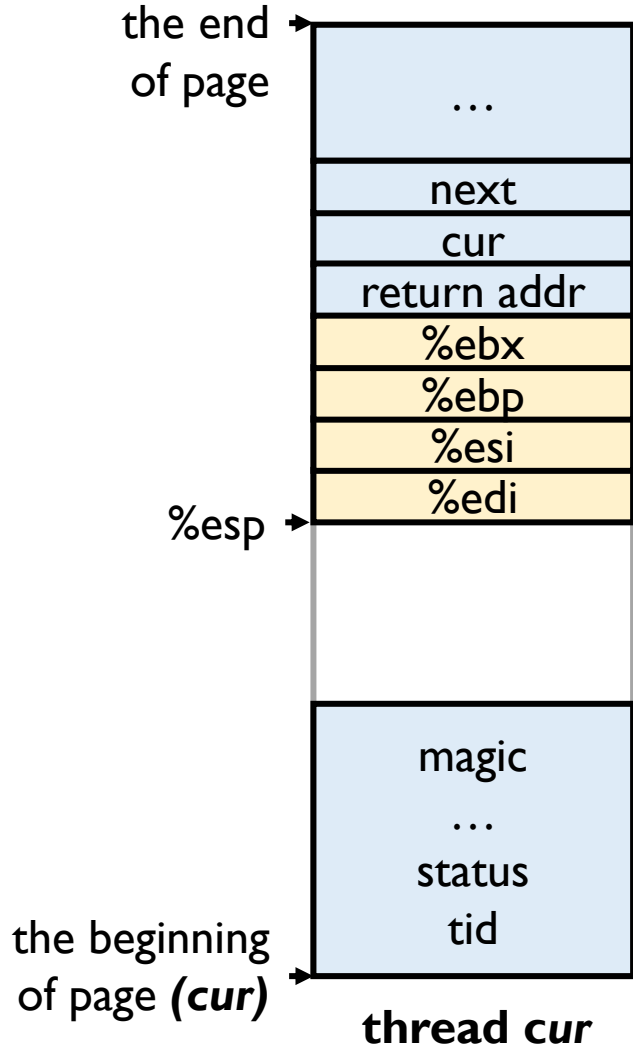 the end
of page
…
next
cur
return addr
%ebx
%ebp
%esi
%edi
%esp
magic
…
status
tid
the beginning
of page (cur)
thread cur